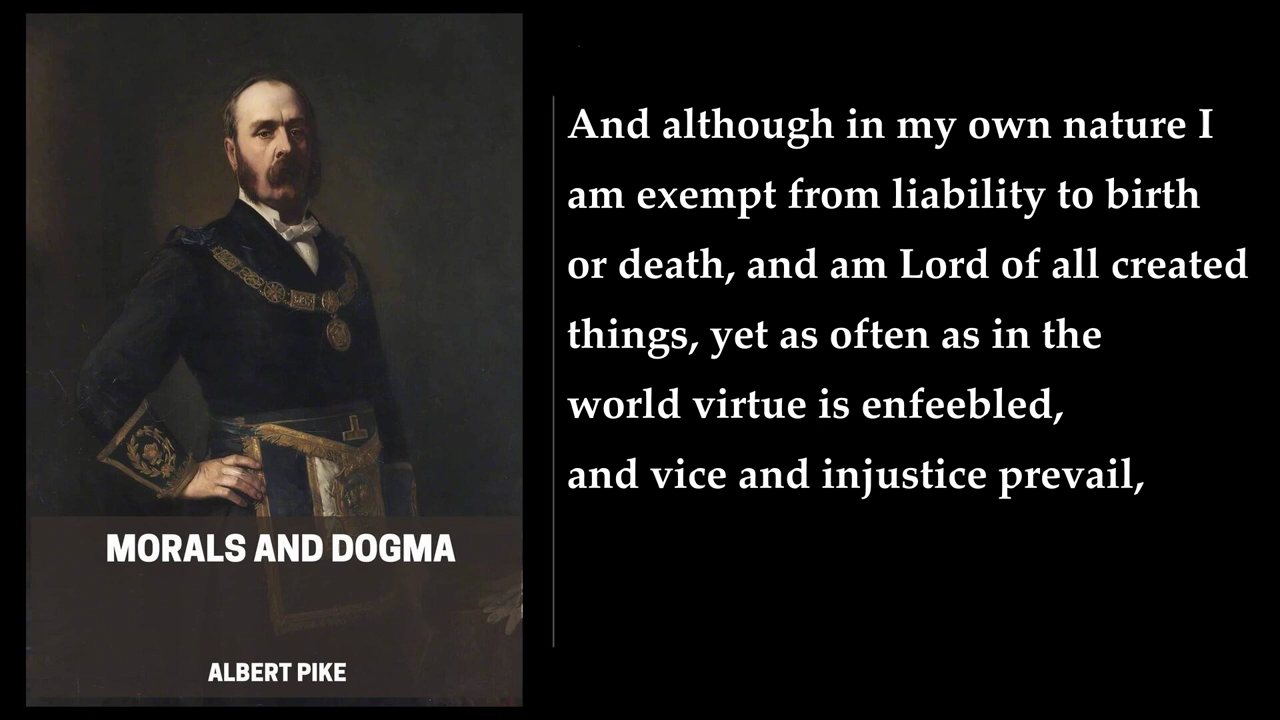 MORALS AND DOGMA
ALBERT PIKE
And although in my own nature I
am exempt from liability to birth
or death, and am Lord of all created
things, yet as often as in the
world virtue is enfeebled,
and vice and injustice prevail,